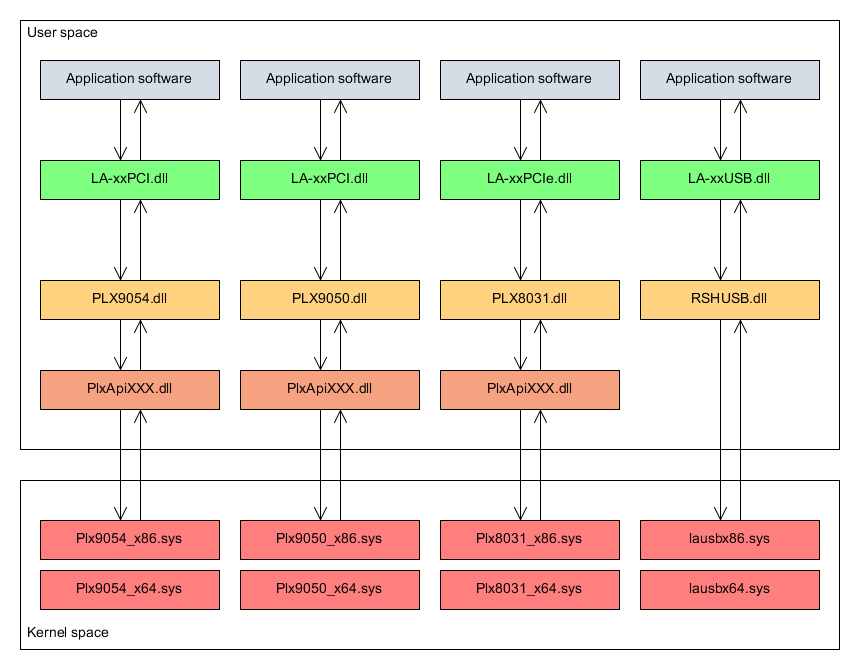 User space
Application software
Application software
Application software
Application software
LA-xxPCI.dll
LA-xxPCI.dll
LA-xxPCIe.dll
LA-xxUSB.dll
PLX9054.dll
PLX9050.dll
PLX8031.dll
RSHUSB.dll
PlxApiXXX.dll
PlxApiXXX.dll
PlxApiXXX.dll
Plx9054_x86.sys
Plx9050_x86.sys
Plx8031_x86.sys
lausbx86.sys
Plx9054_x64.sys
Plx9050_x64.sys
Plx8031_x64.sys
lausbx64.sys
Kernel space